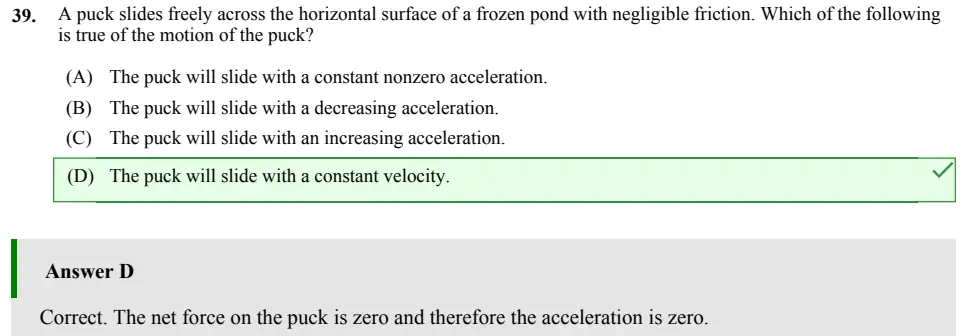 39. A puck slides freely across the horizontal surface of a frozen pond with negligible friction. Which of the following
is true of the motion of the puck?
(A) The puck will slide with a constant nonzero acceleration.
(B) The puck will slide with a decreasing acceleration.
(C) The puck will slide with an increasing acceleration.
(D) The puck will slide with a constant velocity.
Answer D
Correct. The net force on the puck is zero and therefore the acceleration is zero.